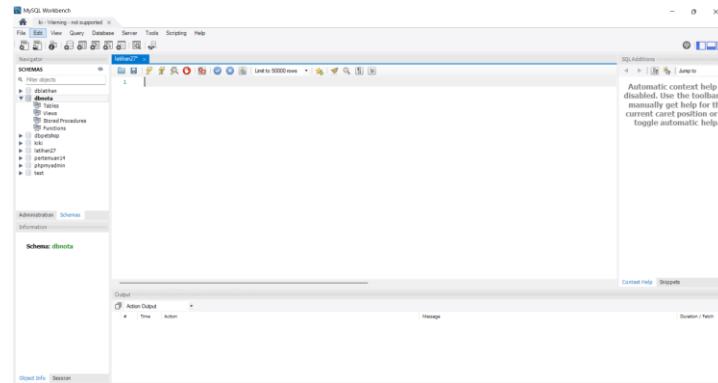 MySQL Workbench
ki - Warning - not supported ×
File Edit View Query Database Server Tools Scripting Help
Navigator
SCHEMAS
Filter objects
dblatihan
dbnota
Tables
Views
Stored Procedures
Functions
dbpetshop
kiki
latihan27
pertemuan14
phpmyadmin
test
Administration Schemas
Information
Schema: dbnota
Object Info Session
latihan27* ×
Limit to 50000 rows
1
Output
Action Output
# Time Action Message Duration / Fetch
SQLAdditions
Jump to
Automatic context help
disabled. Use the toolbar
manually get help for th
current caret position or
toggle automatic help.
Context Help Snippets